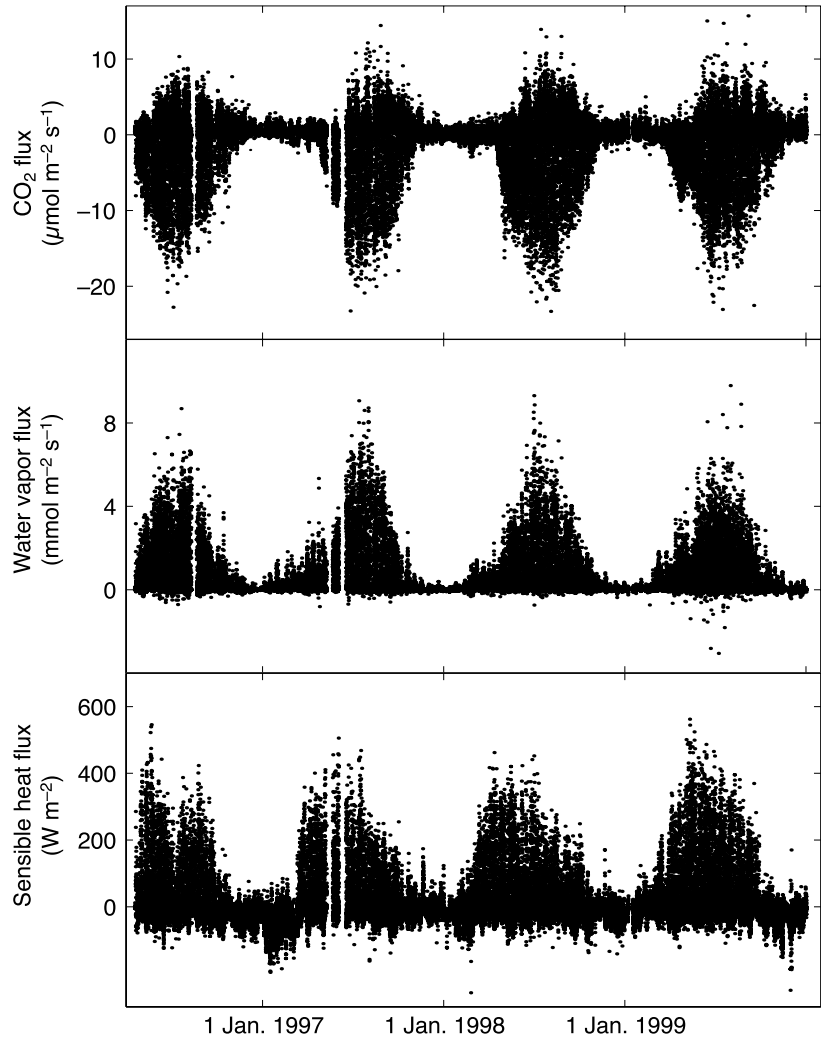 10
0
−10
−20
CO₂ flux
(μmol m⁻² s⁻¹)
8
4
0
Water vapor flux
(mmol m⁻² s⁻¹)
600
400
200
0
Sensible heat flux
(W m⁻²)
1 Jan. 1997 1 Jan. 1998 1 Jan. 1999